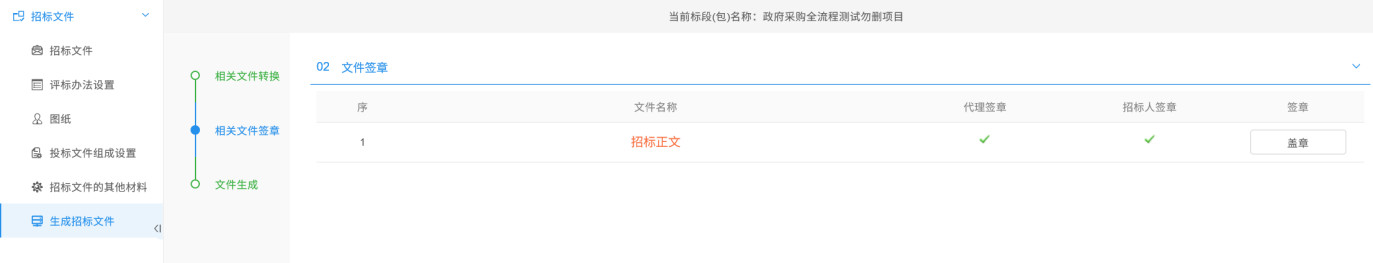 招标文件
当前标段(包)名称：政府采购全流程测试勿删项目
招标文件
评标办法设置
图纸
投标文件组成设置
招标文件的其他材料
生成招标文件
相关文件转换
相关文件签章
文件生成
02 文件签章
序 文件名称 代理签章 招标人签章 签章
1 招标正文 盖章